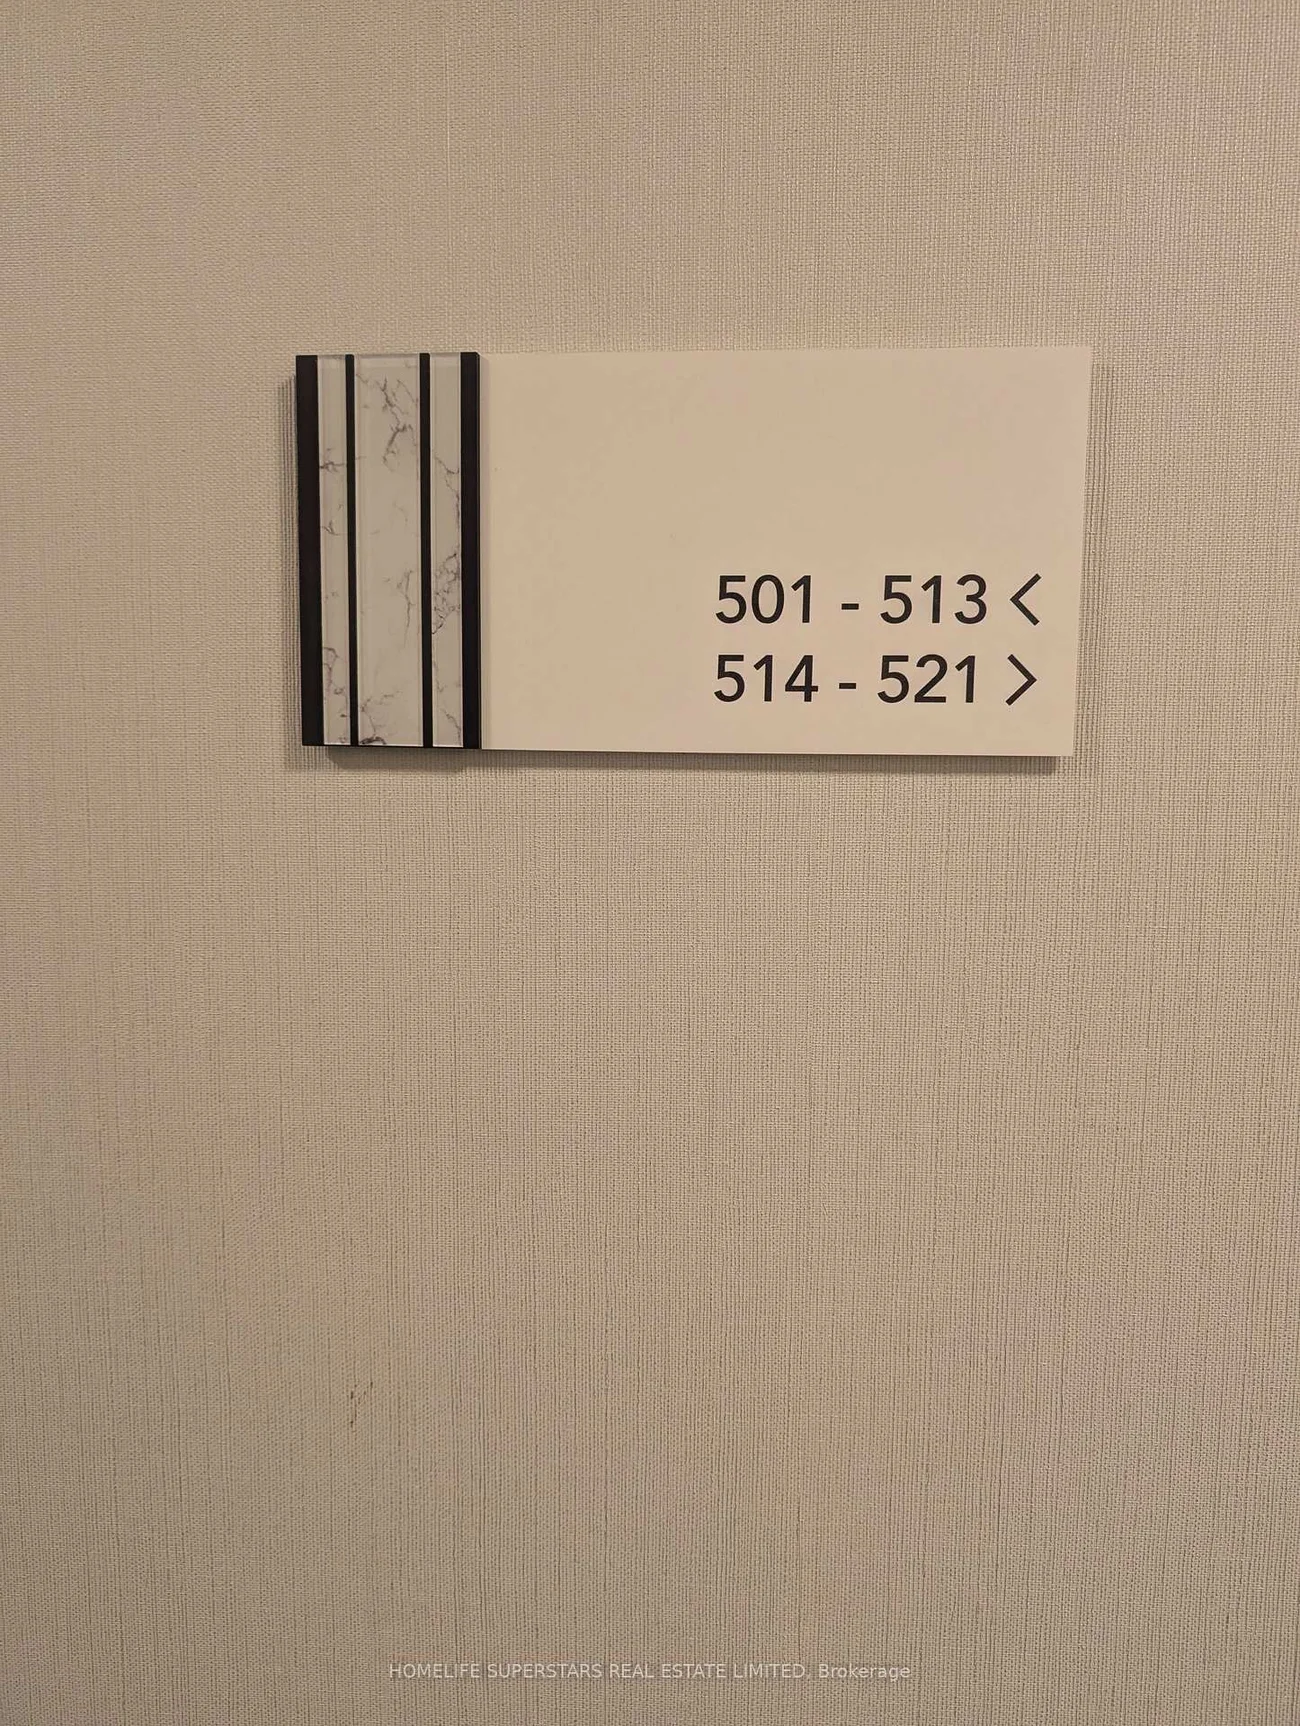 501 - 513 <
514 - 521 >
HOMELIFE SUPERSTARS REAL ESTATE LIMITED, Brokerage